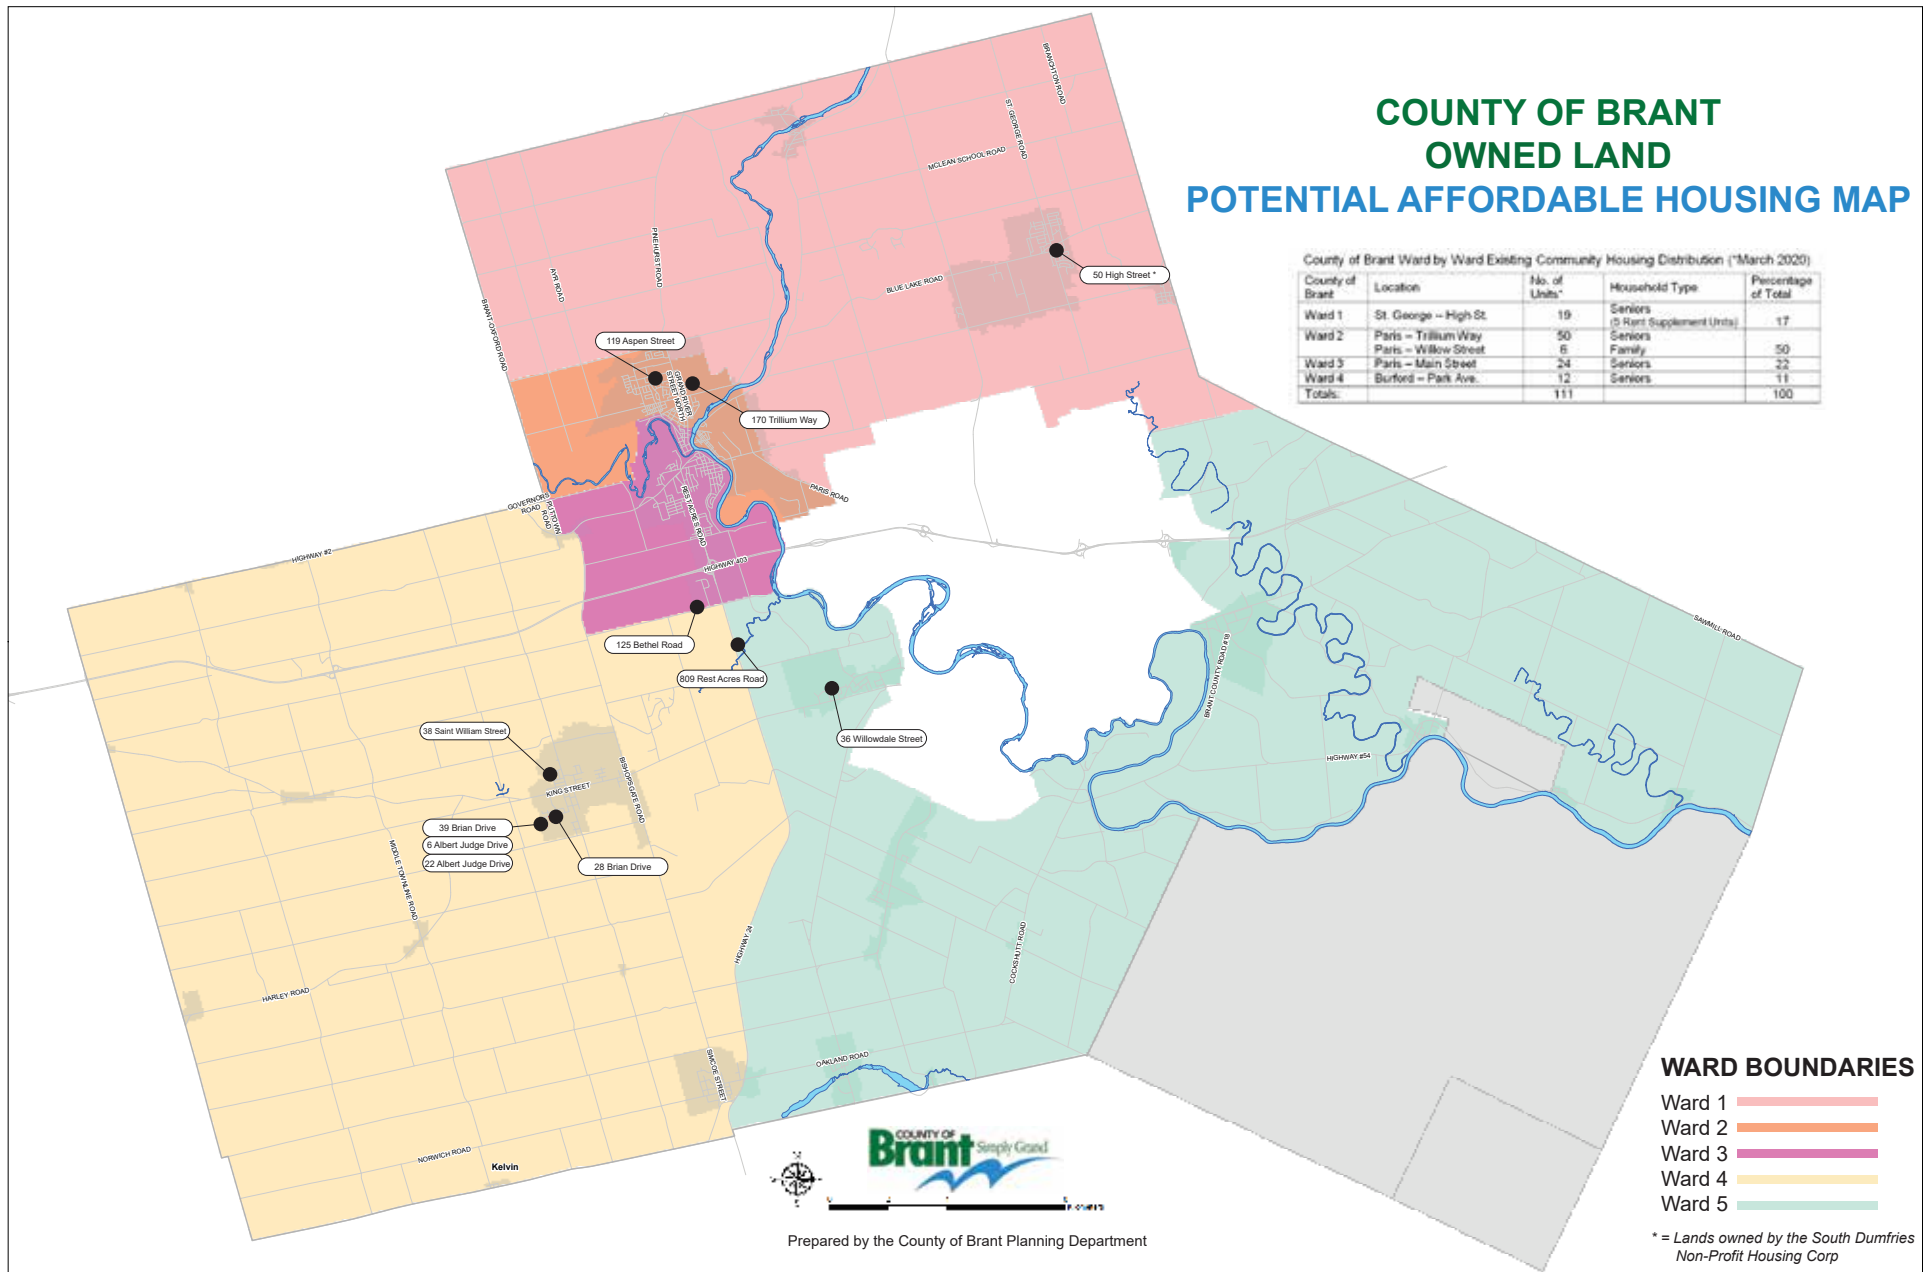 COUNTY OF BRANT
OWNED LAND
POTENTIAL AFFORDABLE HOUSING MAP
County of Brant Ward by Ward Existing Community Housing Distribution (*March 2020)
County of Brant Location No. of Units* Household Type Percentage of Total
Ward 1 St. George – High St. 19 Seniors (5 Rent Supplement Units) 17
Ward 2 Paris – Trillium Way 50 Seniors
Paris – Willow Street 6 Family 50
Ward 3 Paris – Main Street 24 Seniors 22
Ward 4 Burford – Park Ave. 12 Seniors 11
Totals: 111 100
BRANCHTON ROAD
ST. GEORGE ROAD
MCLEAN SCHOOL ROAD
PINEHURST ROAD
AYR ROAD
BLUE LAKE ROAD
50 High Street *
BRANT-OXFORD ROAD
119 Aspen Street
GRAND RIVER
STREET NORTH
170 Trillium Way
PARIS ROAD
REST ACRES ROAD
GOVERNORS
ROAD
PUTTOWN
ROAD
HIGHWAY #2
HIGHWAY 403
125 Bethel Road
809 Rest Acres Road
SAWMILL ROAD
BRANT COUNTY ROAD #18
36 Willowdale Street
38 Saint William Street
HIGHWAY #54
KING STREET
BISHOPSGATE ROAD
39 Brian Drive
6 Albert Judge Drive
22 Albert Judge Drive
28 Brian Drive
MIDDLE TOWNLINE ROAD
HIGHWAY 24
COCKSHUTT ROAD
HARLEY ROAD
OAKLAND ROAD
SIMCOE STREET
NORWICH ROAD
Kelvin
COUNTY OF
Brant Simply Grand
Prepared by the County of Brant Planning Department
WARD BOUNDARIES
Ward 1
Ward 2
Ward 3
Ward 4
Ward 5
* = Lands owned by the South Dumfries
Non-Profit Housing Corp